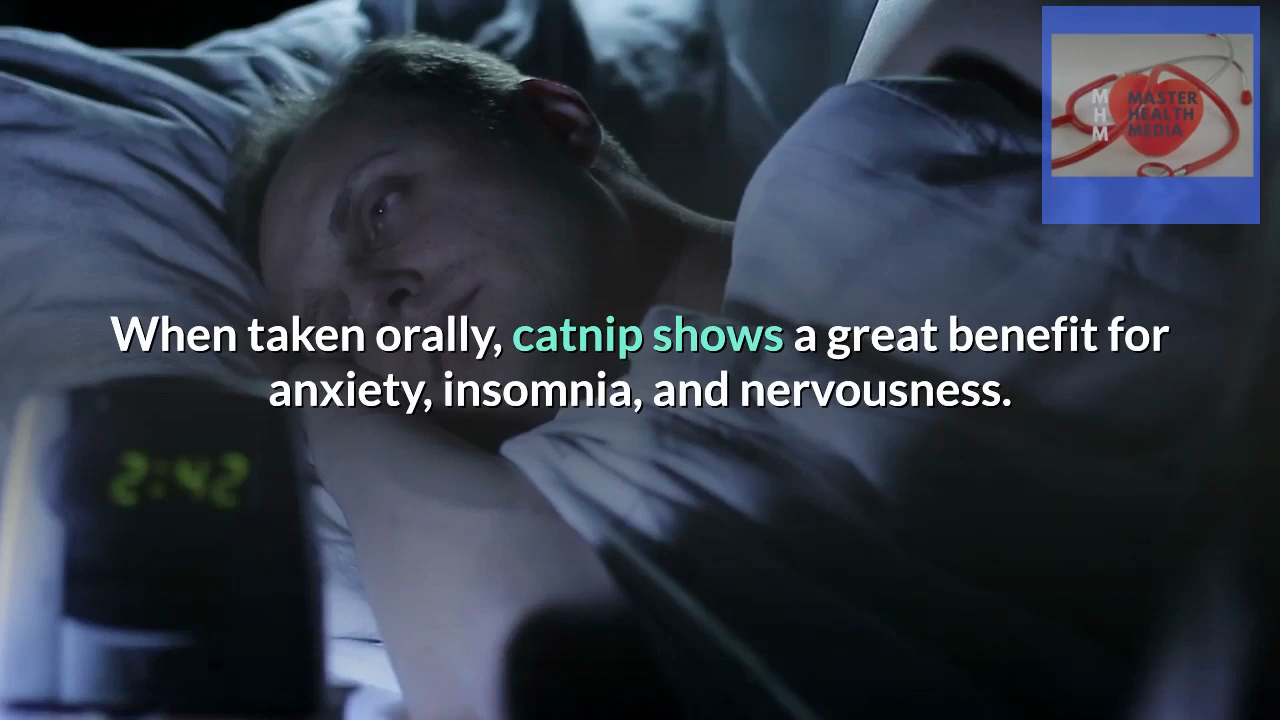 M MASTER
H HEALTH
M MEDIA
When taken orally, catnip shows a great benefit for
anxiety, insomnia, and nervousness.
2:42